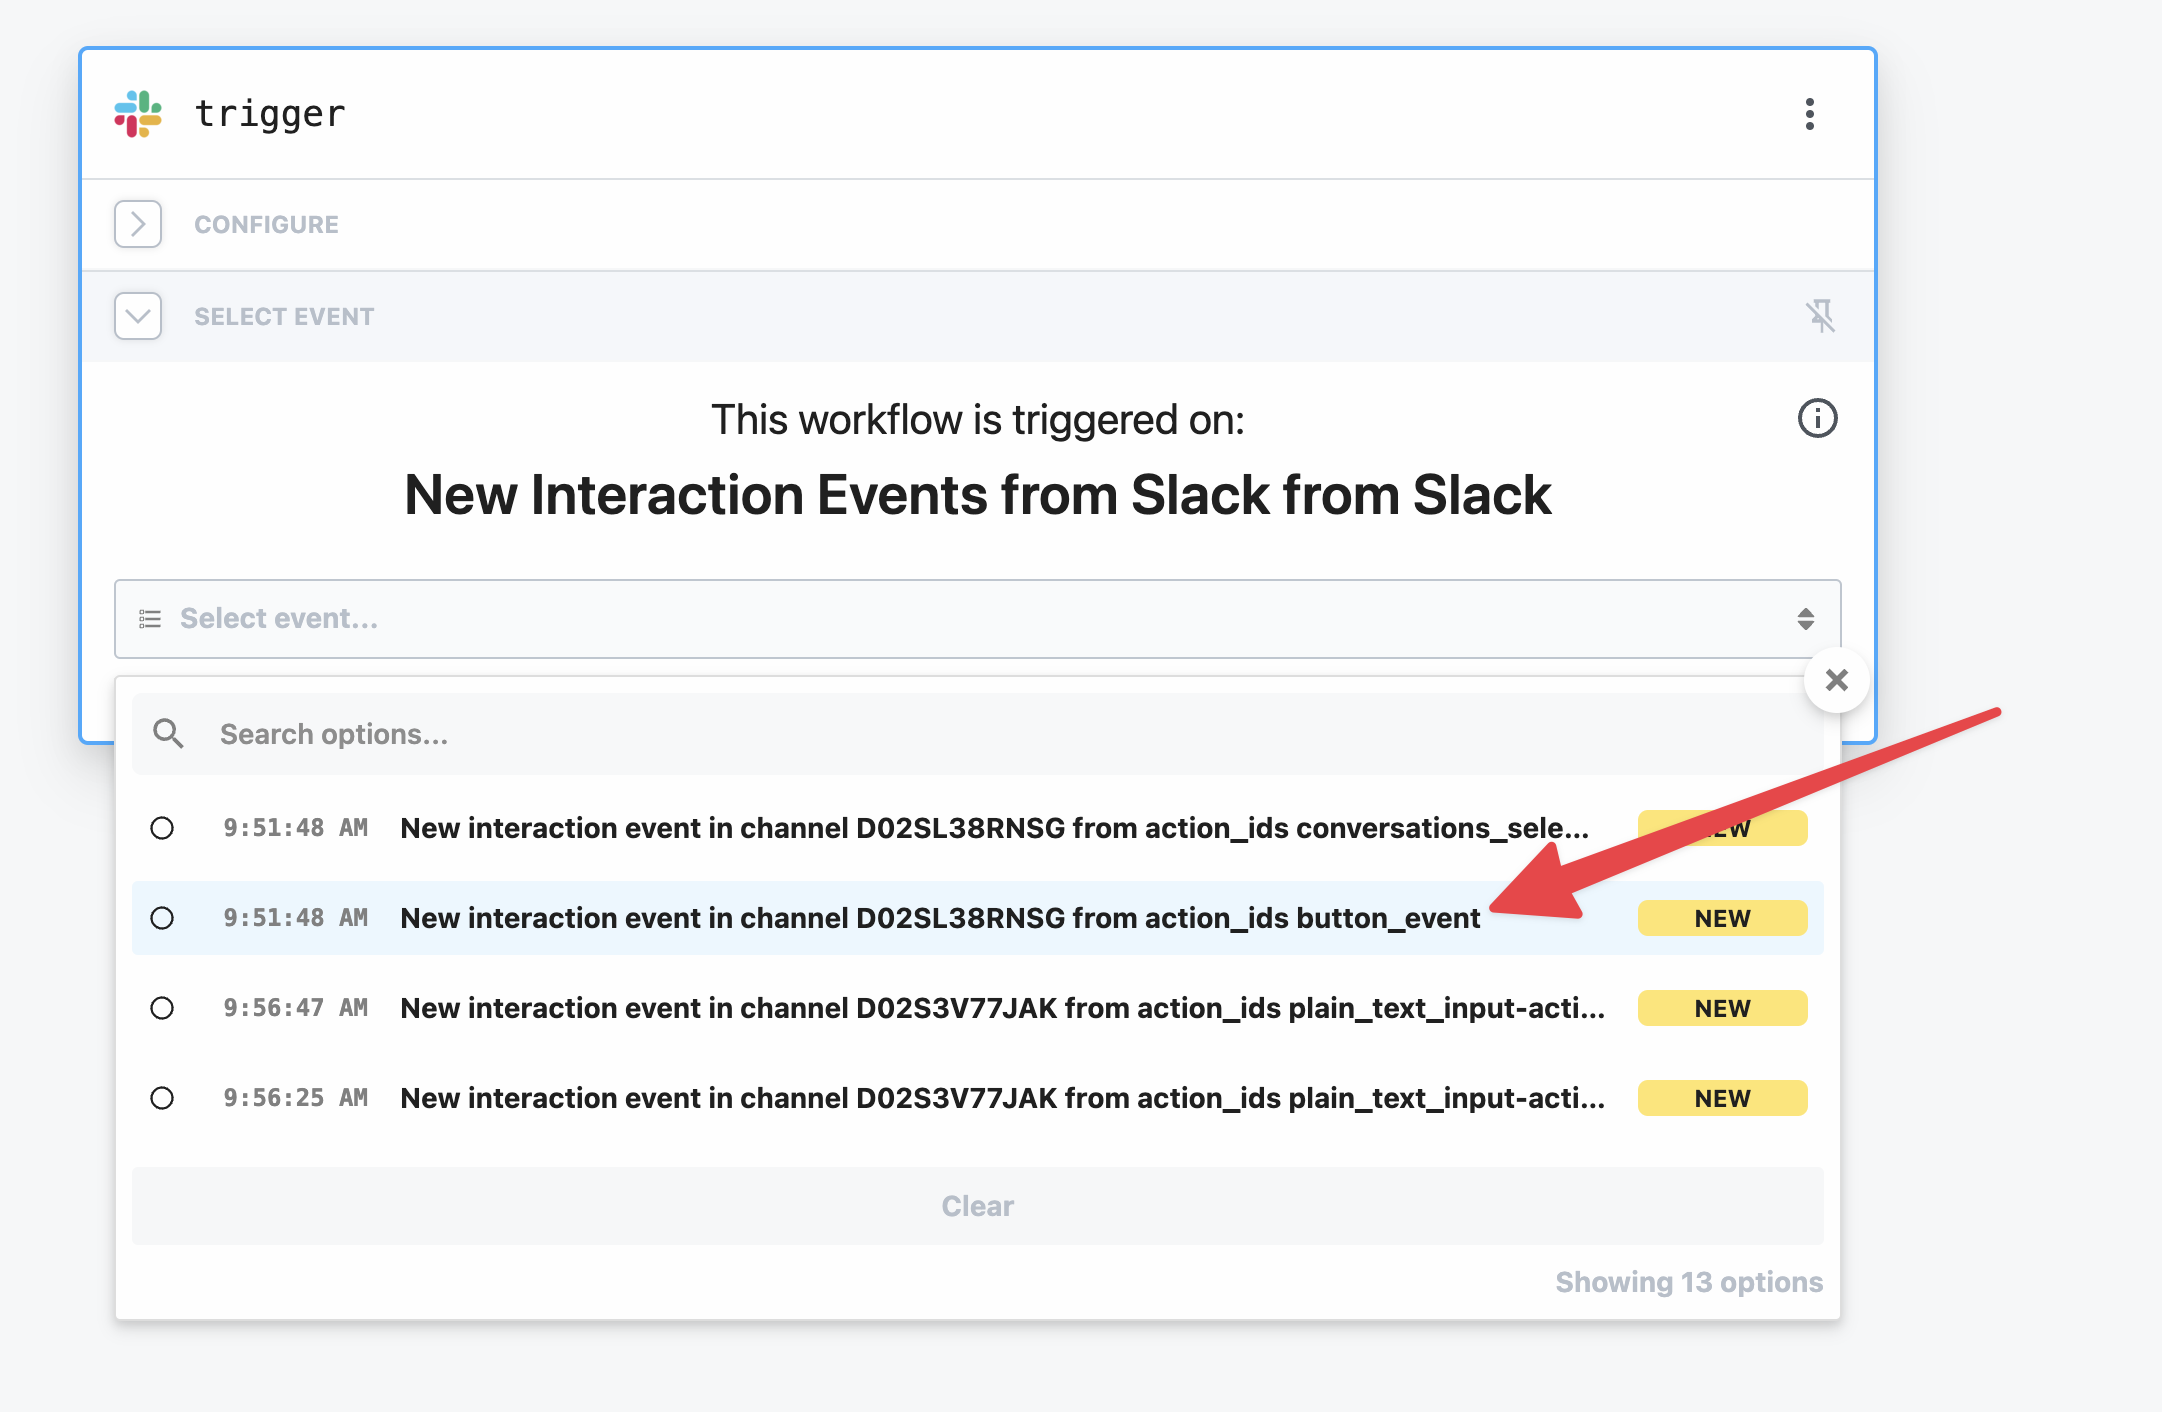 trigger
CONFIGURE
SELECT EVENT
This workflow is triggered on:
New Interaction Events from Slack from Slack
Select event...
Search options...
9:51:48 AM New interaction event in channel D02SL38RNSG from action_ids conversations_sele... NEW
9:51:48 AM New interaction event in channel D02SL38RNSG from action_ids button_event NEW
9:56:47 AM New interaction event in channel D02S3V77JAK from action_ids plain_text_input-acti... NEW
9:56:25 AM New interaction event in channel D02S3V77JAK from action_ids plain_text_input-acti... NEW
Clear
Showing 13 options